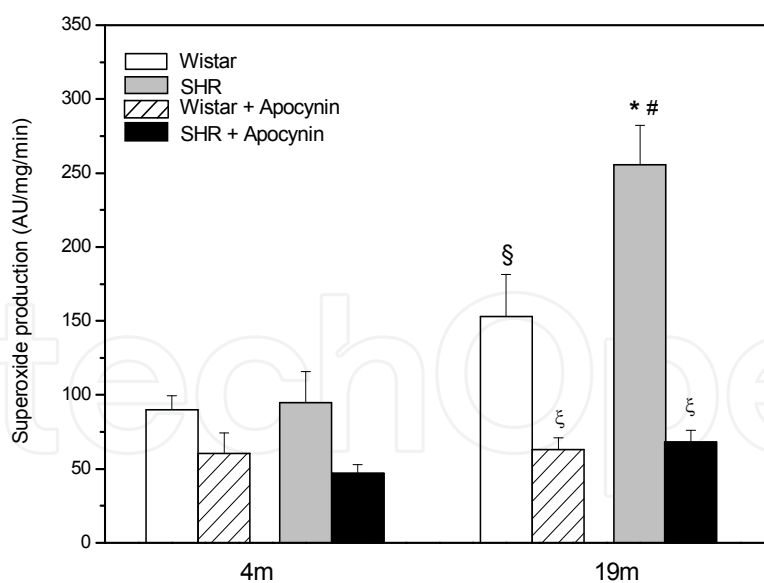 350
300
250
200
150
100
50
0
Superoxide production (AU/mg/min)
Wistar
SHR
Wistar + Apocynin
SHR + Apocynin
* #
§
ξ
ξ
4m
19m
techOpe